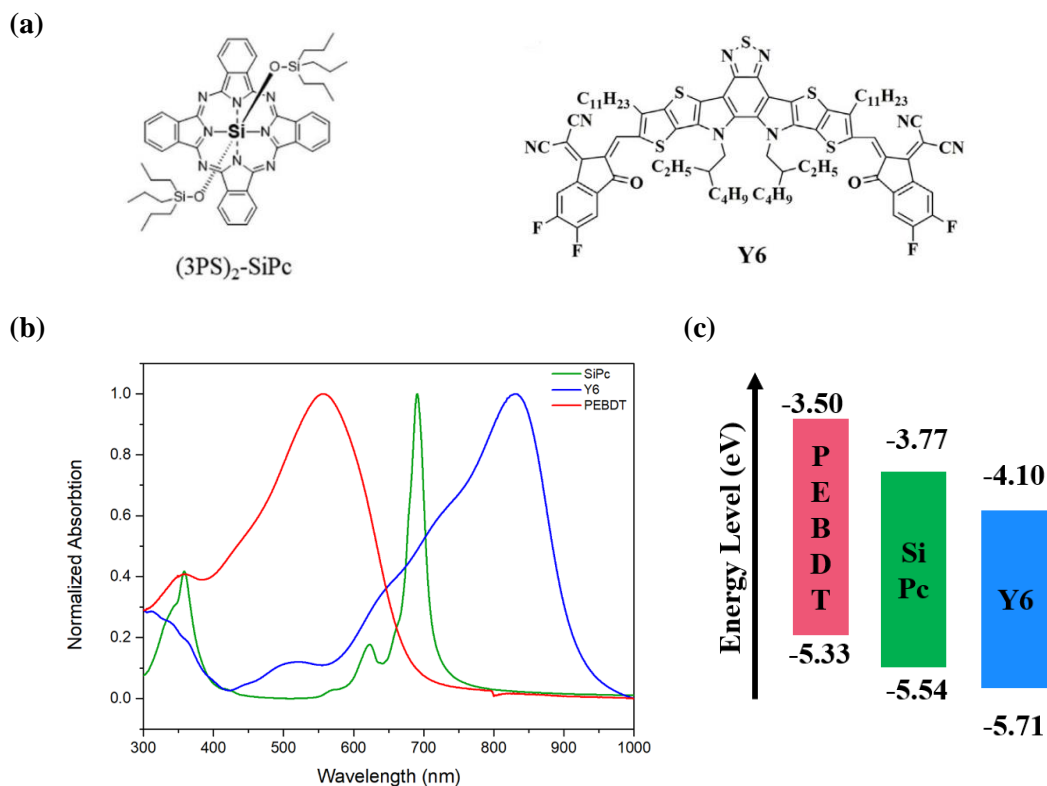 (a)
O
Si
N
N
N
N
N
Si
N
N
N
N
Si
O
(3PS)2-SiPc
S
N
N
C11H23
S
S
C11H23
CN
CN
S
N
N
S
CN
CN
O
C2H5
C2H5
O
C4H9
C4H9
F
F
F
F
Y6
(b)
SiPc
Y6
PEBDT
Normalized Absorbtion
1.0
0.8
0.6
0.4
0.2
0.0
300 400 500 600 700 800 900 1000
Wavelength (nm)
(c)
Energy Level (eV)
-3.50
P
E
B
D
T
-5.33
-3.77
Si
Pc
-5.54
-4.10
Y6
-5.71